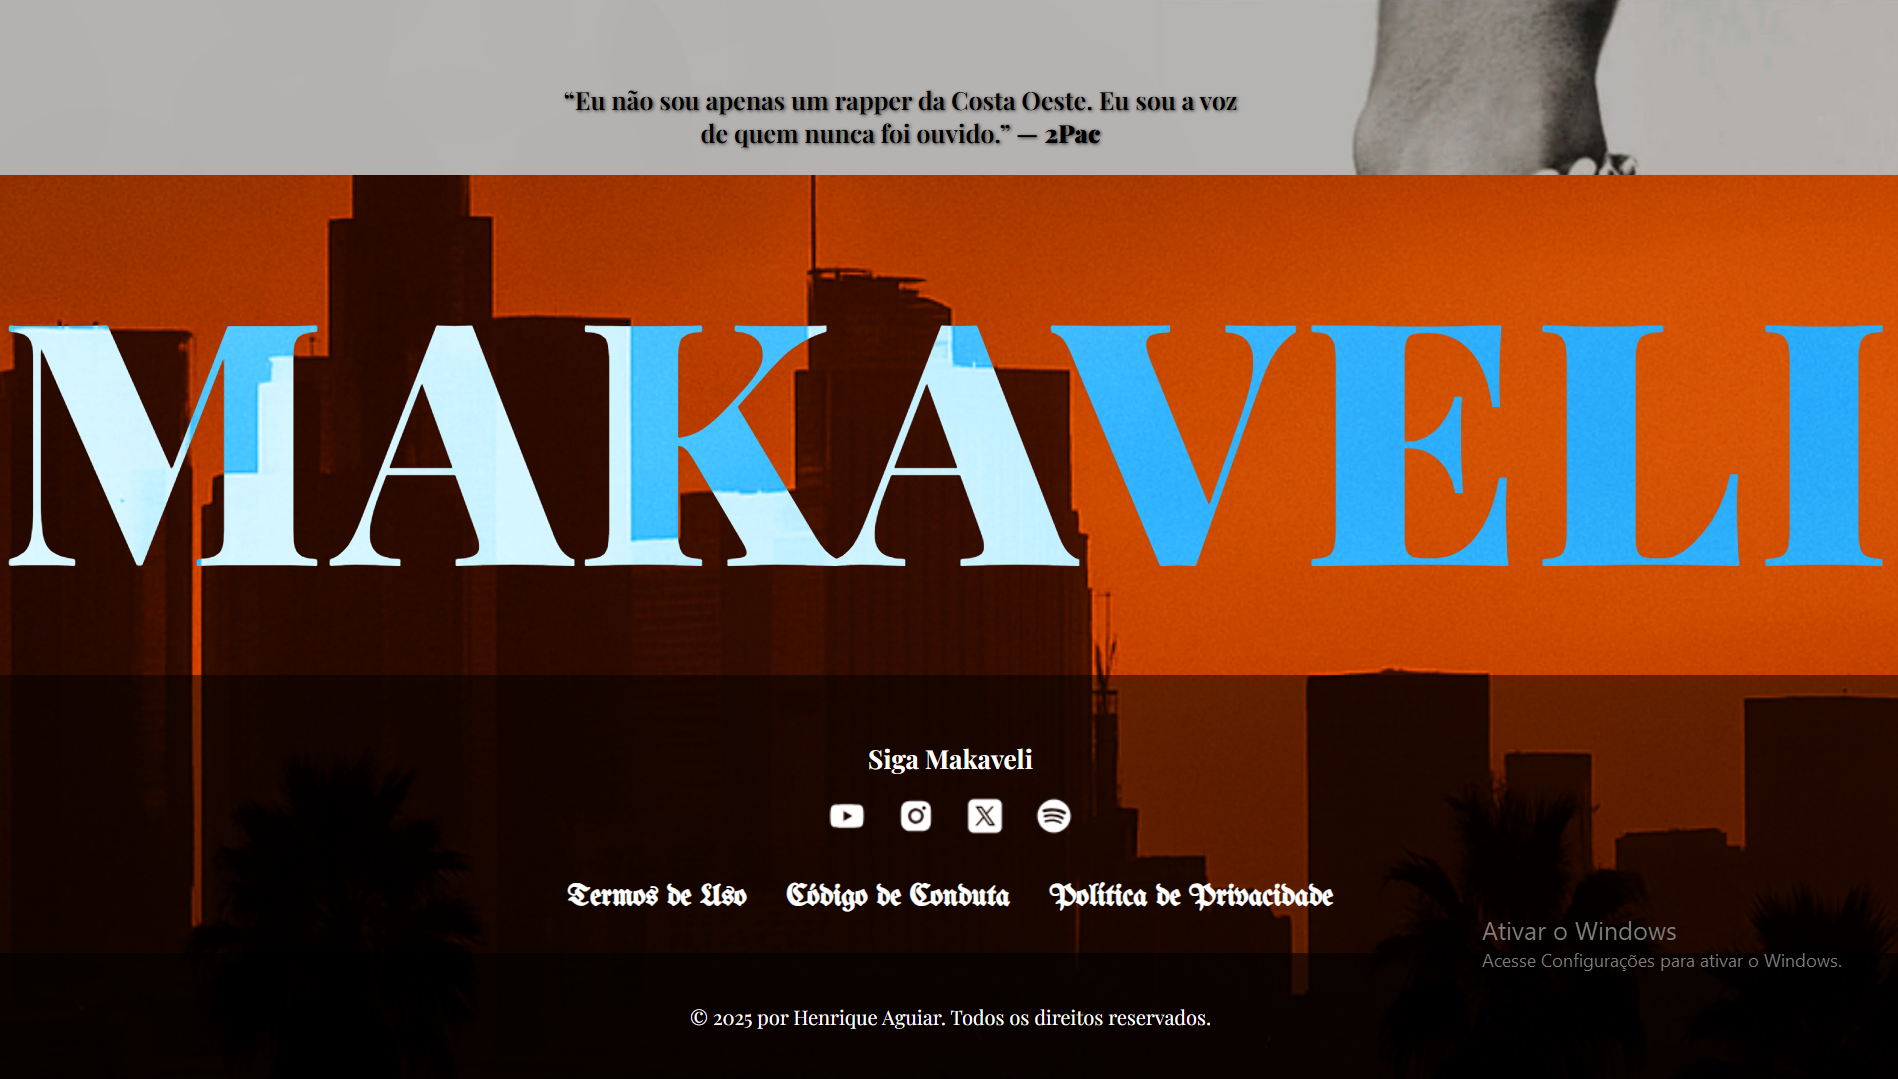 “Eu não sou apenas um rapper da Costa Oeste. Eu sou a voz
de quem nunca foi ouvido.” — 2Pac
MAKAVELI
Siga Makaveli
Termos de Uso Código de Conduta Política de Privacidade
Ativar o Windows
Acesse Configurações para ativar o Windows.
© 2025 por Henrique Aguiar. Todos os direitos reservados.